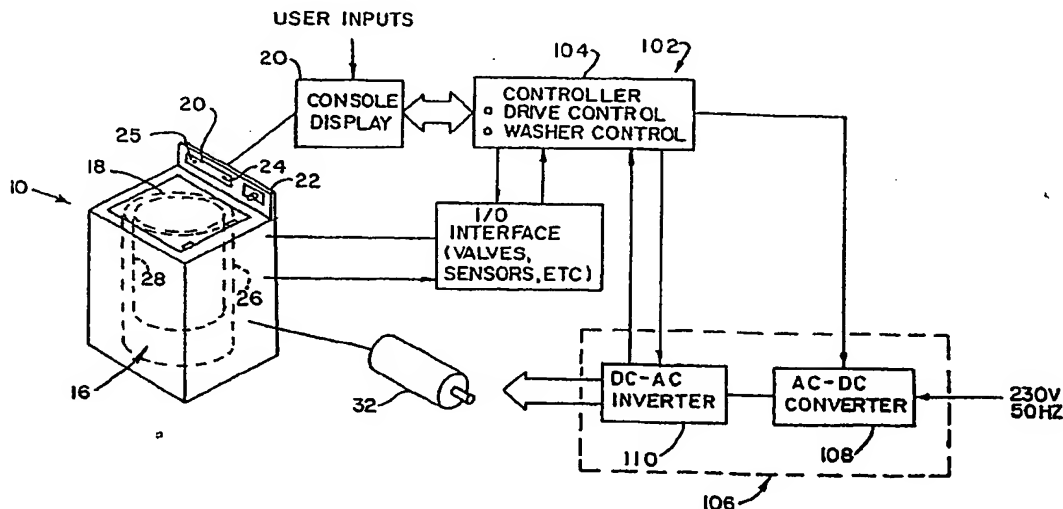 USER INPUTS
20
CONSOLE
DISPLAY
104
102
CONTROLLER
DRIVE CONTROL
WASHER CONTROL
25
20
24
22
18
10
I/O
INTERFACE
(VALVES,
SENSORS, ETC)
28
26
16
32
DC-AC
INVERTER
110
AC-DC
CONVERTER
108
230V
50HZ
106